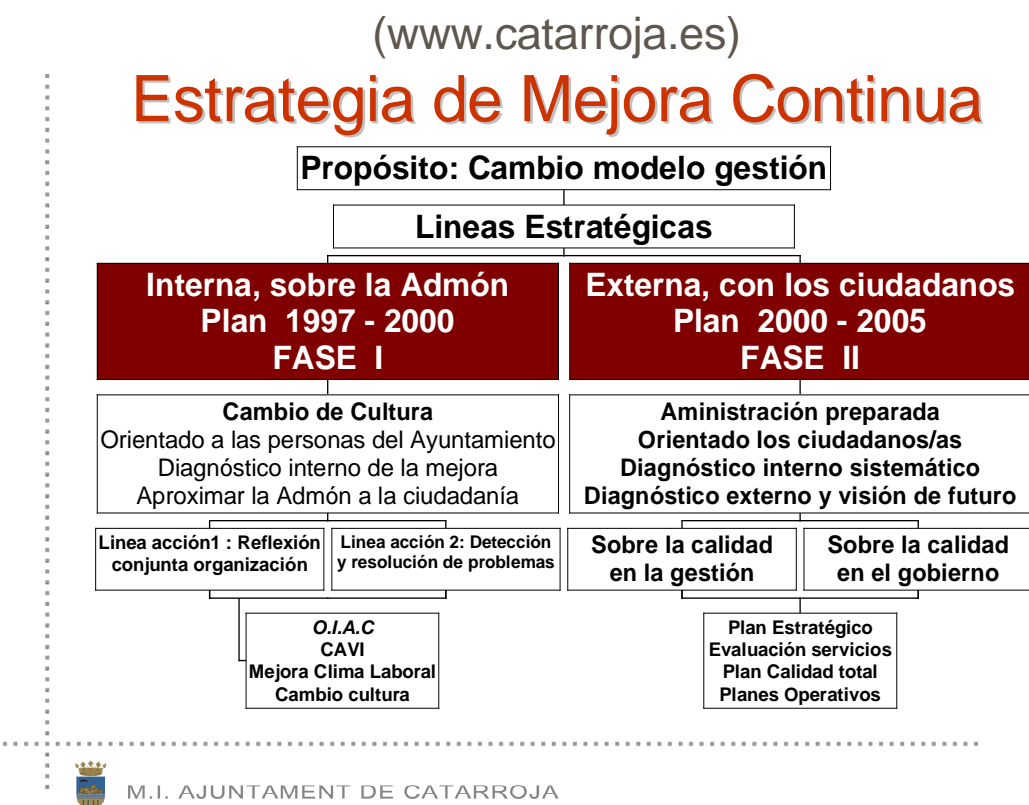 (www.catarroja.es)
Estrategia de Mejora Continua
Propósito: Cambio modelo gestión
Lineas Estratégicas
Interna, sobre la Admón
Plan 1997 - 2000
FASE I
Externa, con los ciudadanos
Plan 2000 - 2005
FASE II
Cambio de Cultura
Orientado a las personas del Ayuntamiento
Diagnóstico interno de la mejora
Aproximar la Admón a la ciudadanía
Aministración preparada
Orientado los ciudadanos/as
Diagnóstico interno sistemático
Diagnóstico externo y visión de futuro
Linea acción1 : Reflexión
conjunta organización
Linea acción 2: Detección
y resolución de problemas
Sobre la calidad
en la gestión
Sobre la calidad
en el gobierno
O.I.A.C
CAVI
Mejora Clima Laboral
Cambio cultura
Plan Estratégico
Evaluación servicios
Plan Calidad total
Planes Operativos
M.I. AJUNTAMENT DE CATARROJA